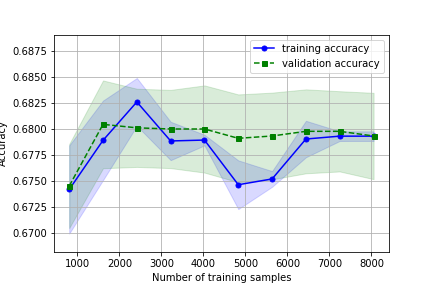 training accuracy
validation accuracy
0.6875
0.6850
0.6825
0.6800
0.6775
0.6750
0.6725
0.6700
Accuracy
1000 2000 3000 4000 5000 6000 7000 8000
Number of training samples